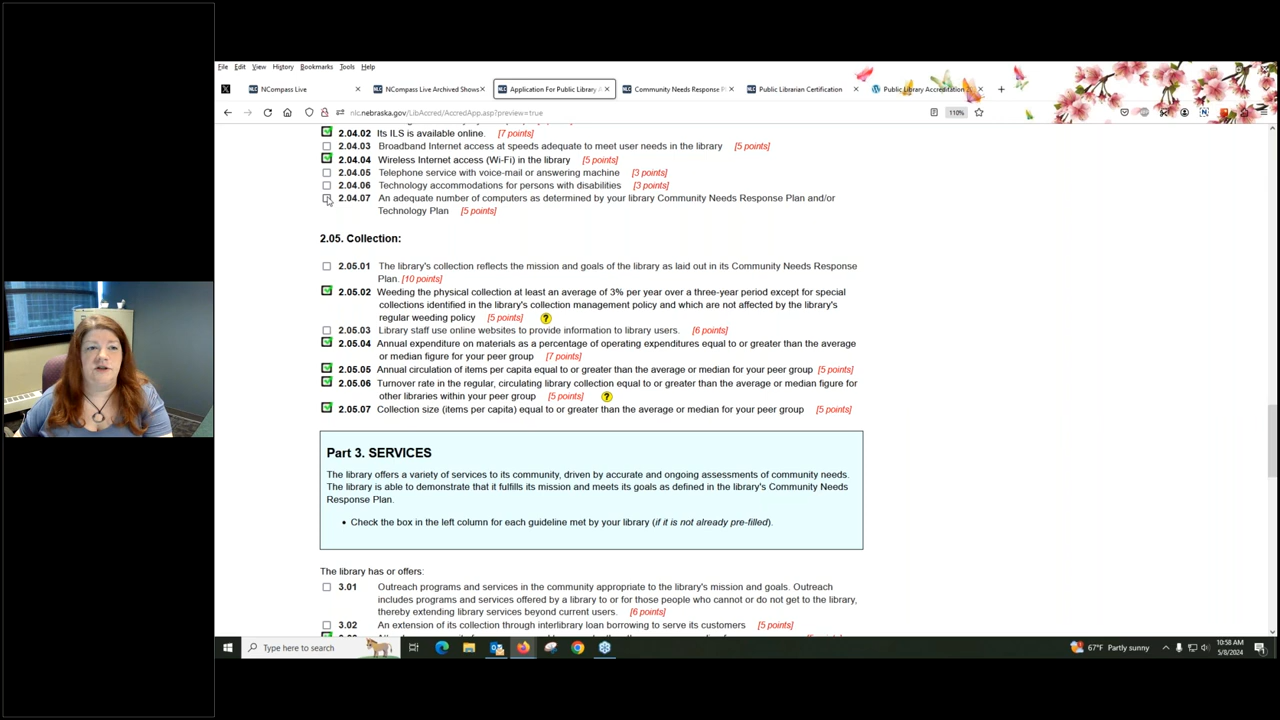 File Edit View History Bookmarks Tools Help
NCompass Live
NCompass Live Archived Shows
Application For Public Library A
Community Needs Response P
Public Librarian Certification
Public Library Accreditation 2
nlc.nebraska.gov/LibAccred/AccredApp.asp?preview=true
110%
2.04.02 Its ILS is available online. [7 points]
2.04.03 Broadband Internet access at speeds adequate to meet user needs in the library [5 points]
2.04.04 Wireless Internet access (Wi-Fi) in the library [5 points]
2.04.05 Telephone service with voice-mail or answering machine [3 points]
2.04.06 Technology accommodations for persons with disabilities [3 points]
2.04.07 An adequate number of computers as determined by your library Community Needs Response Plan and/or
Technology Plan [5 points]
2.05. Collection:
2.05.01 The library's collection reflects the mission and goals of the library as laid out in its Community Needs Response
Plan. [10 points]
2.05.02 Weeding the physical collection at least an average of 3% per year over a three-year period except for special
collections identified in the library's collection management policy and which are not affected by the library's
regular weeding policy [5 points] ?
2.05.03 Library staff use online websites to provide information to library users. [6 points]
2.05.04 Annual expenditure on materials as a percentage of operating expenditures equal to or greater than the average
or median figure for your peer group [7 points]
2.05.05 Annual circulation of items per capita equal to or greater than the average or median for your peer group [5 points]
2.05.06 Turnover rate in the regular, circulating library collection equal to or greater than the average or median figure for
other libraries within your peer group [5 points] ?
2.05.07 Collection size (items per capita) equal to or greater than the average or median for your peer group [5 points]
Part 3. SERVICES
The library offers a variety of services to its community, driven by accurate and ongoing assessments of community needs.
The library is able to demonstrate that it fulfills its mission and meets its goals as defined in the library's Community Needs
Response Plan.
• Check the box in the left column for each guideline met by your library (if it is not already pre-filled).
The library has or offers:
3.01 Outreach programs and services in the community appropriate to the library's mission and goals. Outreach
includes programs and services offered by a library to or for those people who cannot or do not get to the library,
thereby extending library services beyond current users. [6 points]
3.02 An extension of its collection through interlibrary loan borrowing to serve its customers [5 points]
Type here to search
67°F Partly sunny
10:58 AM
5/8/2024